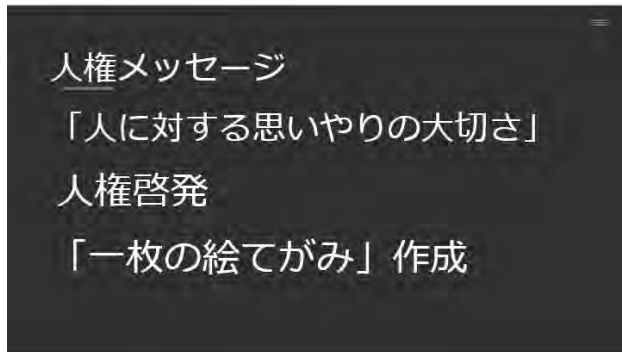 人権メッセージ
「人に対する思いやりの大切さ」
人権啓発
「一枚の絵てがみ」作成